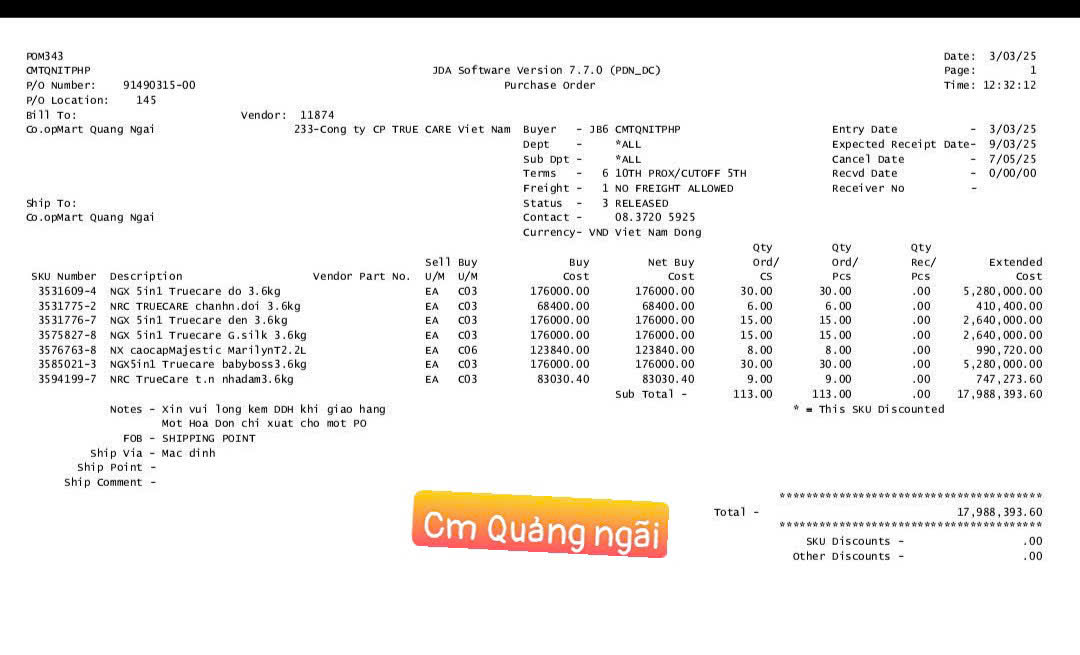 POM343 Date: 3/03/25
CMTQNITPHP JDA Software Version 7.7.0 (PDN_DC) Page: 1
P/O Number: 91490315-00 Purchase Order Time: 12:32:12
P/O Location: 145
Bill To: Vendor: 11874
Co.opMart Quang Ngai 233-Cong ty CP TRUE CARE Viet Nam Buyer - JB6 CMTQNITPHP Entry Date - 3/03/25
Dept - *ALL Expected Receipt Date- 9/03/25
Sub Dpt - *ALL Cancel Date - 7/05/25
Terms - 6 10TH PROX/CUTOFF 5TH Recvd Date - 0/00/00
Freight - 1 NO FREIGHT ALLOWED Receiver No -
Ship To: Status - 3 RELEASED
Co.opMart Quang Ngai Contact - 08.3720 5925
Currency- VND Viet Nam Dong
Qty Qty Qty
Sell Buy Buy Net Buy Ord/ Ord/ Rec/ Extended
SKU Number Description Vendor Part No. U/M U/M Cost Cost CS Pcs Pcs Cost
3531609-4 NGX 5in1 Truecare do 3.6kg EA C03 176000.00 176000.00 30.00 30.00 .00 5,280,000.00
3531775-2 NRC TRUECARE chanhn.doi 3.6kg EA C03 68400.00 68400.00 6.00 6.00 .00 410,400.00
3531776-7 NGX 5in1 Truecare den 3.6kg EA C03 176000.00 176000.00 15.00 15.00 .00 2,640,000.00
3575827-8 NGX 5in1 Truecare G.silk 3.6kg EA C03 176000.00 176000.00 15.00 15.00 .00 2,640,000.00
3576763-8 NX caocapMajestic MarilynT2.2L EA C06 123840.00 123840.00 8.00 8.00 .00 990,720.00
3585021-3 NGX5in1 Truecare babyboss3.6kg EA C03 176000.00 176000.00 30.00 30.00 .00 5,280,000.00
3594199-7 NRC TrueCare t.n nhadam3.6kg EA C03 83030.40 83030.40 9.00 9.00 .00 747,273.60
Sub Total - 113.00 113.00 .00 17,988,393.60
Notes - Xin vui long kem DDH khi giao hang * = This SKU Discounted
Mot Hoa Don chi xuat cho mot PO
FOB - SHIPPING POINT
Ship Via - Mac dinh
Ship Point -
Ship Comment -
*****************************************
Total - 17,988,393.60
*****************************************
Cm Quảng ngãi
SKU Discounts - .00
Other Discounts - .00